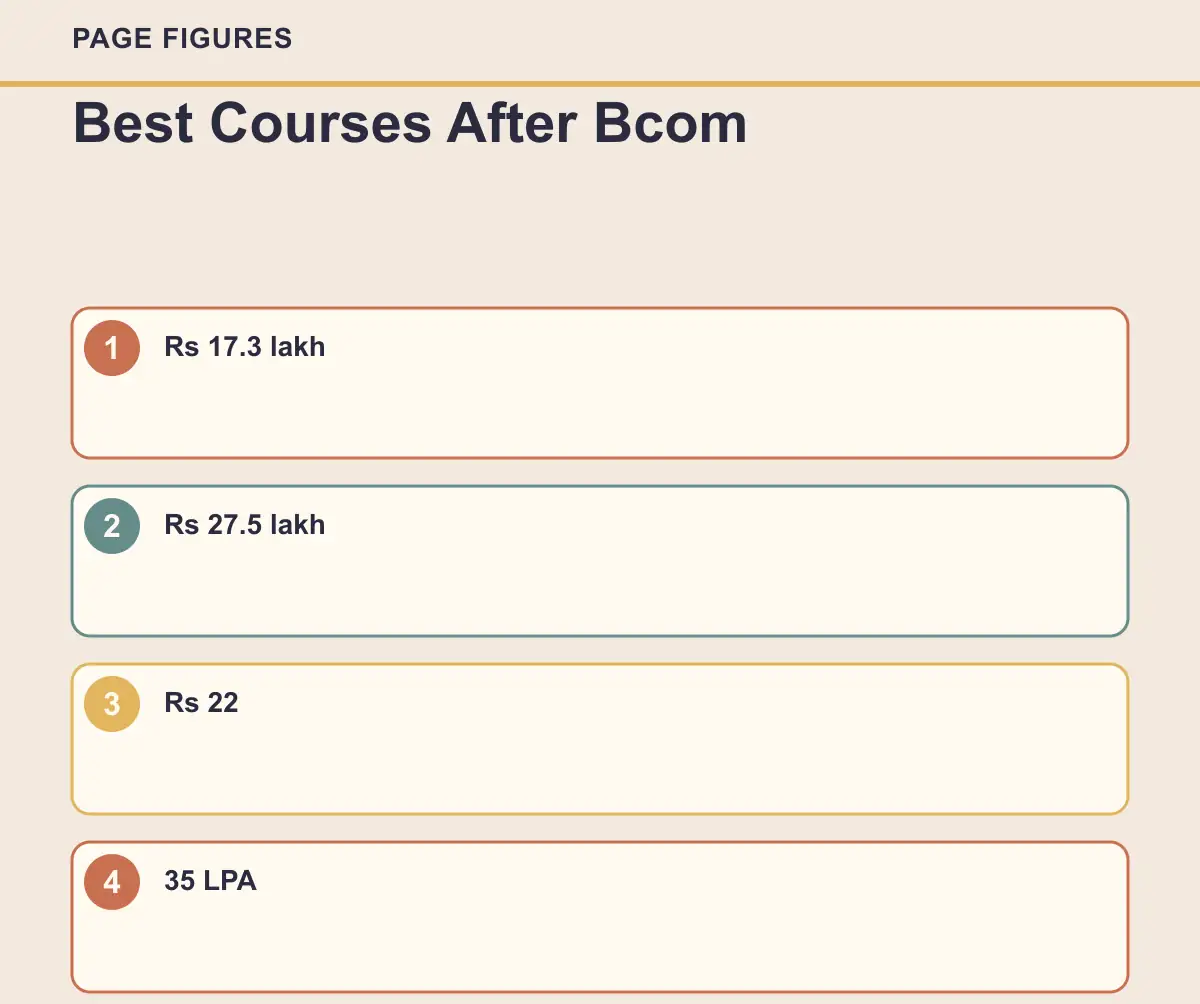 PAGE FIGURES
Best Courses After Bcom
1 Rs 17.3 lakh
2 Rs 27.5 lakh
3 Rs 22
4 35 LPA